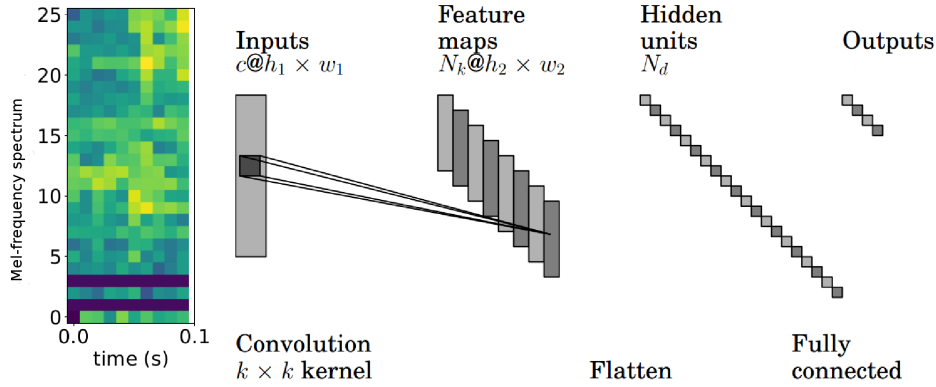 25
20
15
10
5
0
Mel-frequency spectrum
0.0 0.1
time (s)
Inputs
c@h₁ × w₁
Feature
maps
Nₖ@h₂ × w₂
Hidden
units
N_d
Outputs
Convolution
k × k kernel
Flatten
Fully
connected